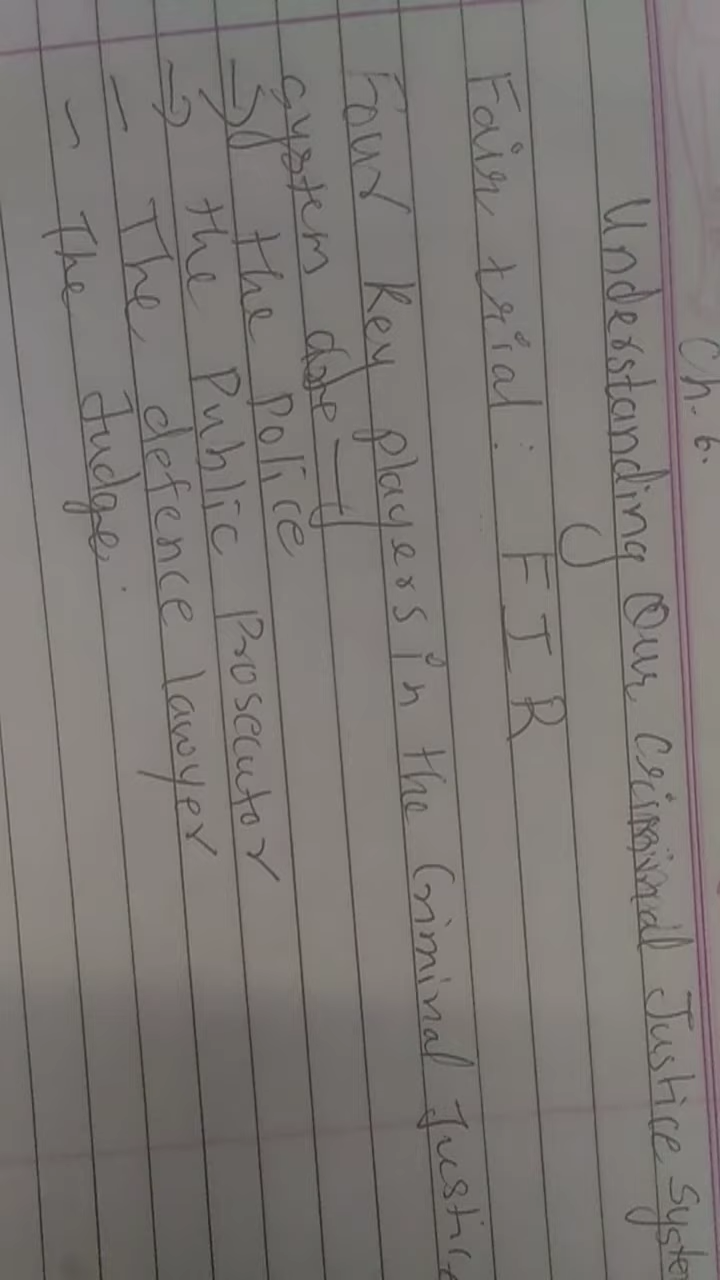 Ch. 6.
Understanding Our Criminal Justice Syste
Fair trial : FIR
Four Key players in the Criminal Justice
system are —
→ the police
→ the Public Prosecutor
- The defence lawyer
- The Judge.